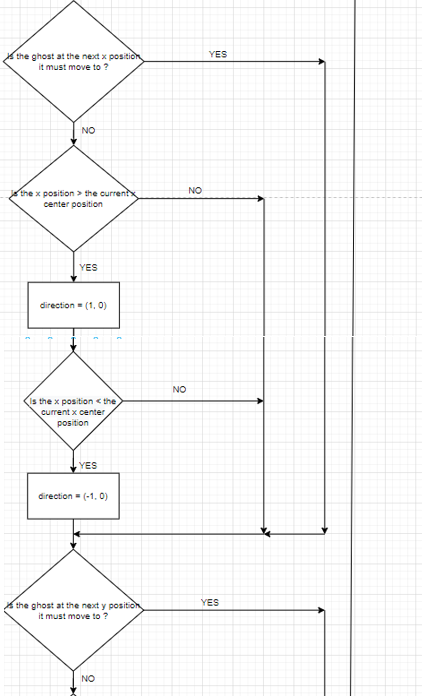 Is the ghost at the next x position
it must move to ?
YES
NO
Is the x position > the current x
center position
NO
YES
direction = (1, 0)
Is the x position < the
current x center
position
NO
YES
direction = (-1, 0)
Is the ghost at the next y position
it must move to ?
YES
NO